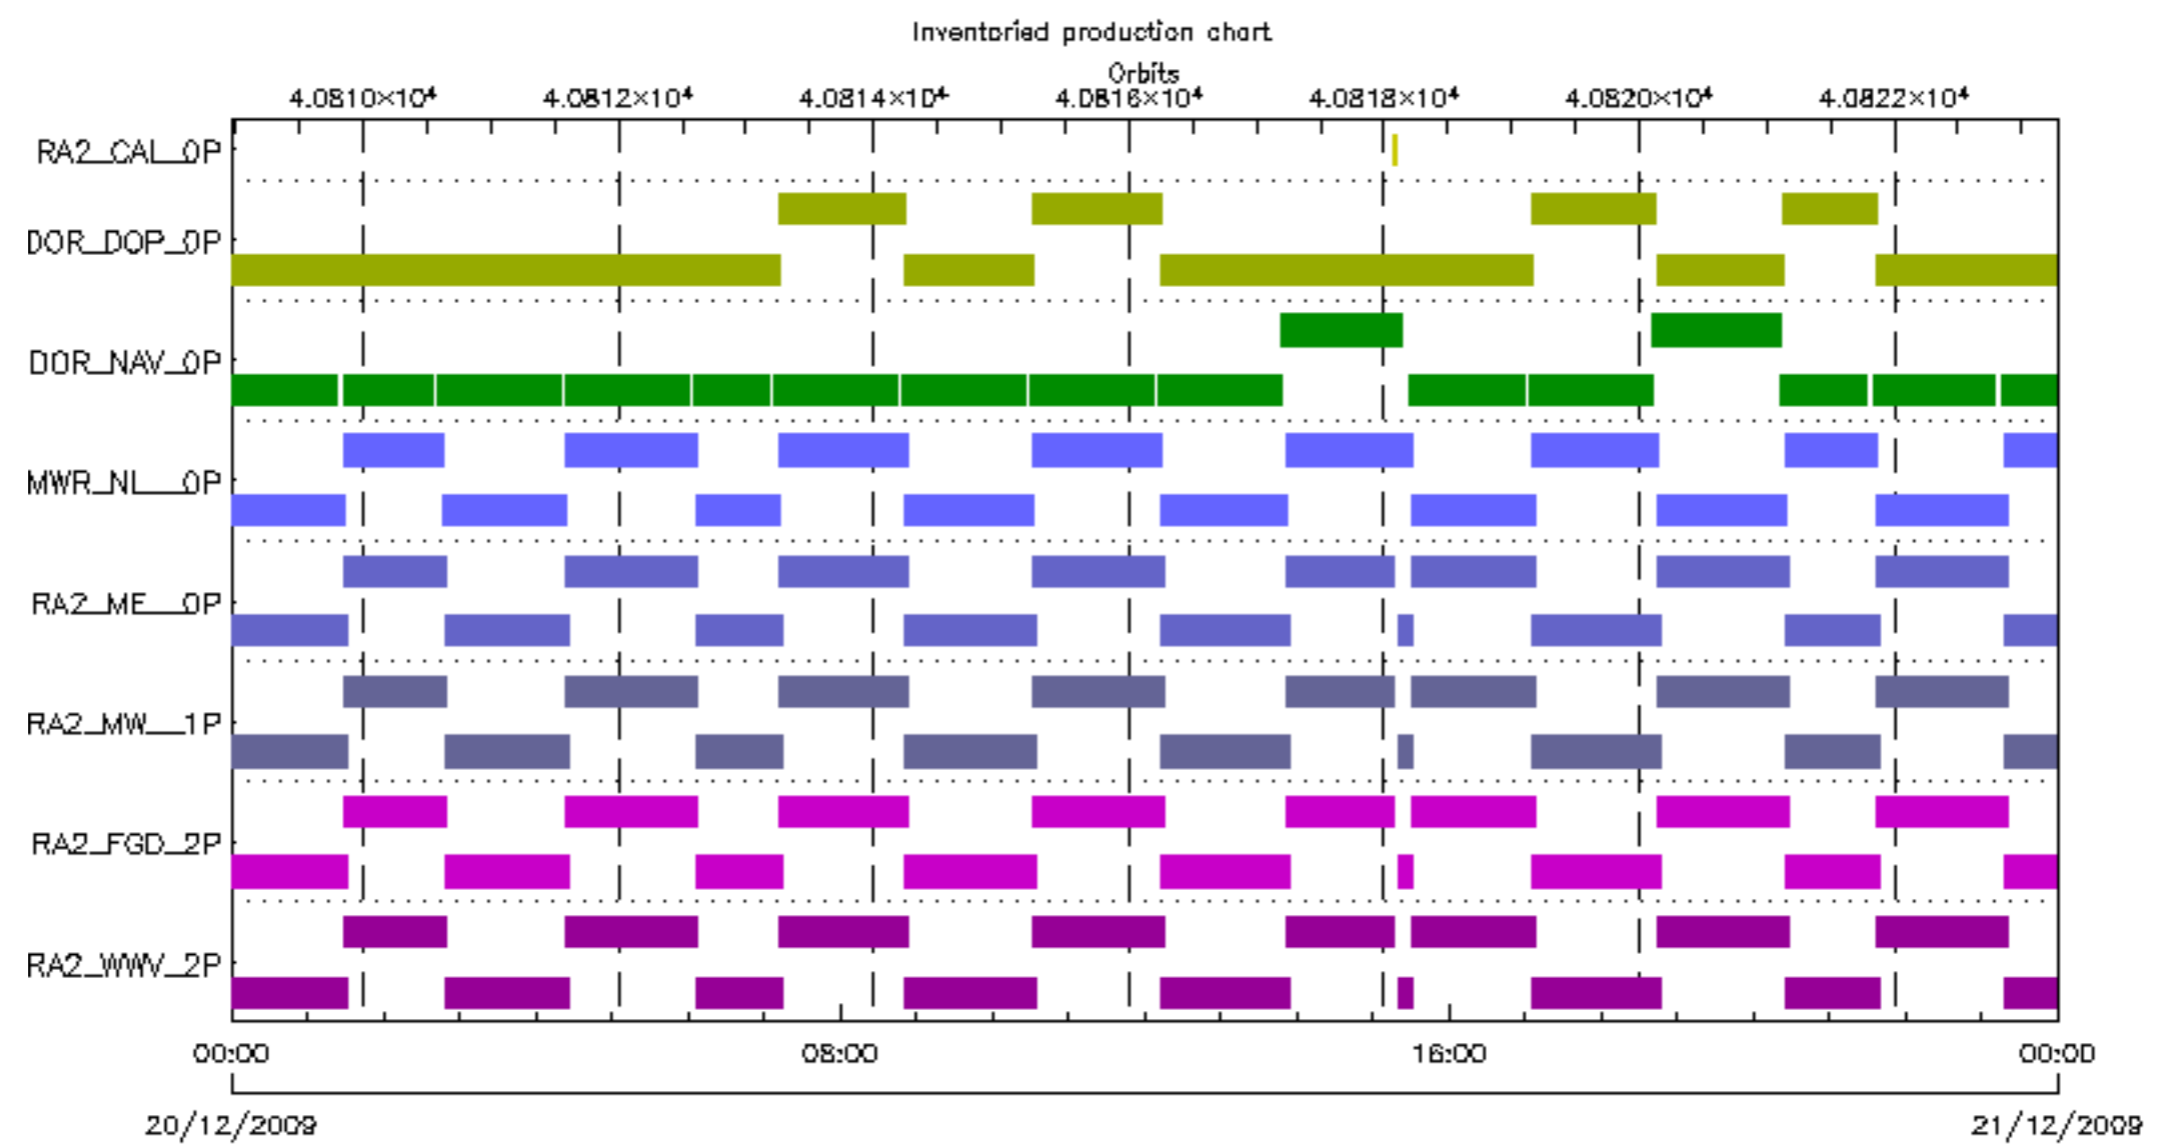 Inventoried production chart
Orbits
4.0810×10⁴ 4.0812×10⁴ 4.0814×10⁴ 4.0816×10⁴ 4.0818×10⁴ 4.0820×10⁴ 4.0822×10⁴
RA2_CAL_0P
DOR_DOP_0P
DOR_NAV_0P
MWR_NL__0P
RA2_ME__0P
RA2_MW__1P
RA2_FGD_2P
RA2_WWV_2P
00:00 08:00 16:00 00:00
20/12/2009 21/12/2009